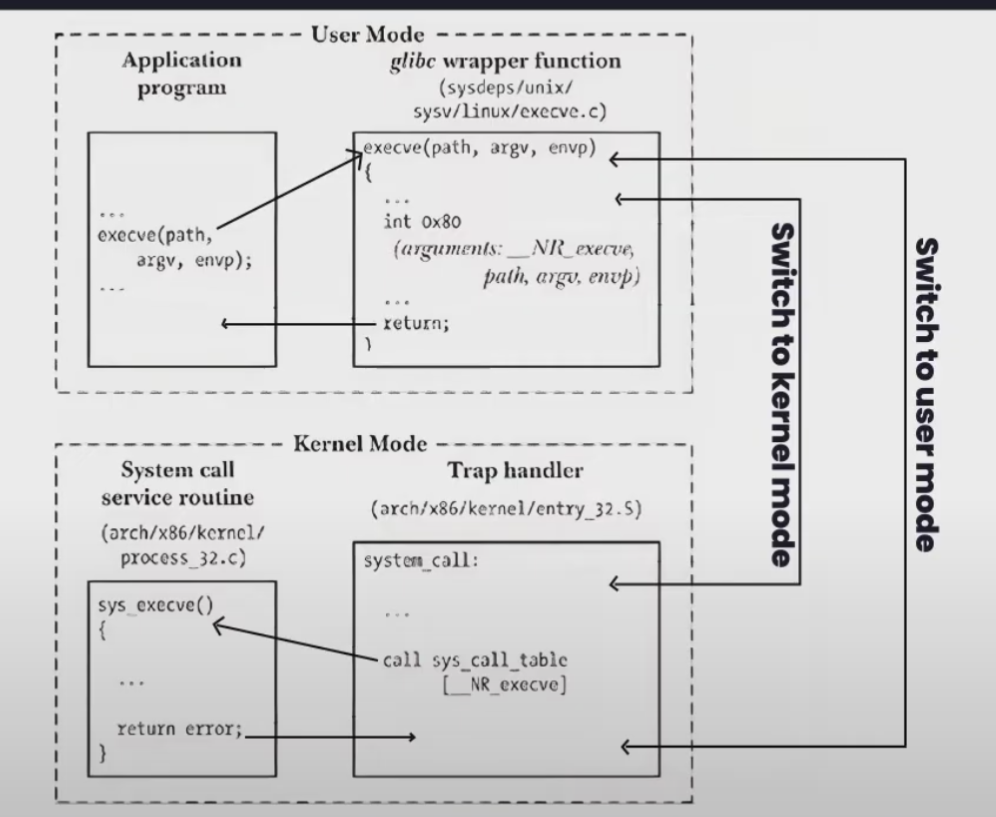 User Mode
Application
program
glibc wrapper function
(sysdeps/unix/
sysv/linux/execve.c)
...
execve(path,
argv, envp);
...
execve(path, argv, envp)
{
...
int 0x80
(arguments: __NR_execve,
path, argv, envp)
...
return;
}
Switch to kernel mode
Switch to user mode
Kernel Mode
System call
service routine
(arch/x86/kernel/
process_32.c)
Trap handler
(arch/x86/kernel/entry_32.S)
sys_execve()
{
...
return error;
}
system_call:
...
call sys_call_table
[__NR_execve]